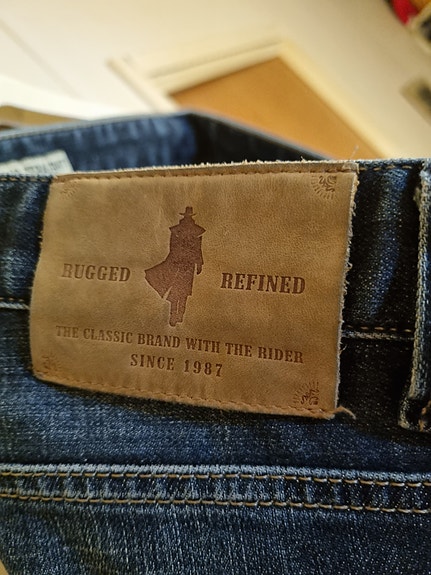 RUGGED REFINED
THE CLASSIC BRAND WITH THE RIDER
SINCE 1987